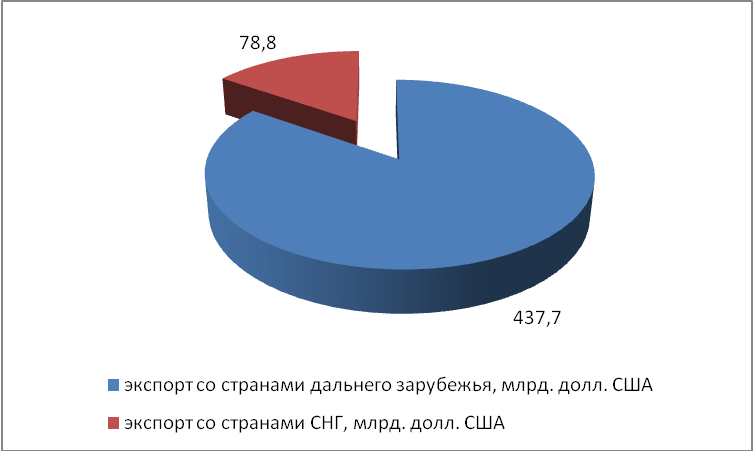 78,8
437,7
экспорт со странами дальнего зарубежья, млрд. долл. США
экспорт со странами СНГ, млрд. долл. США